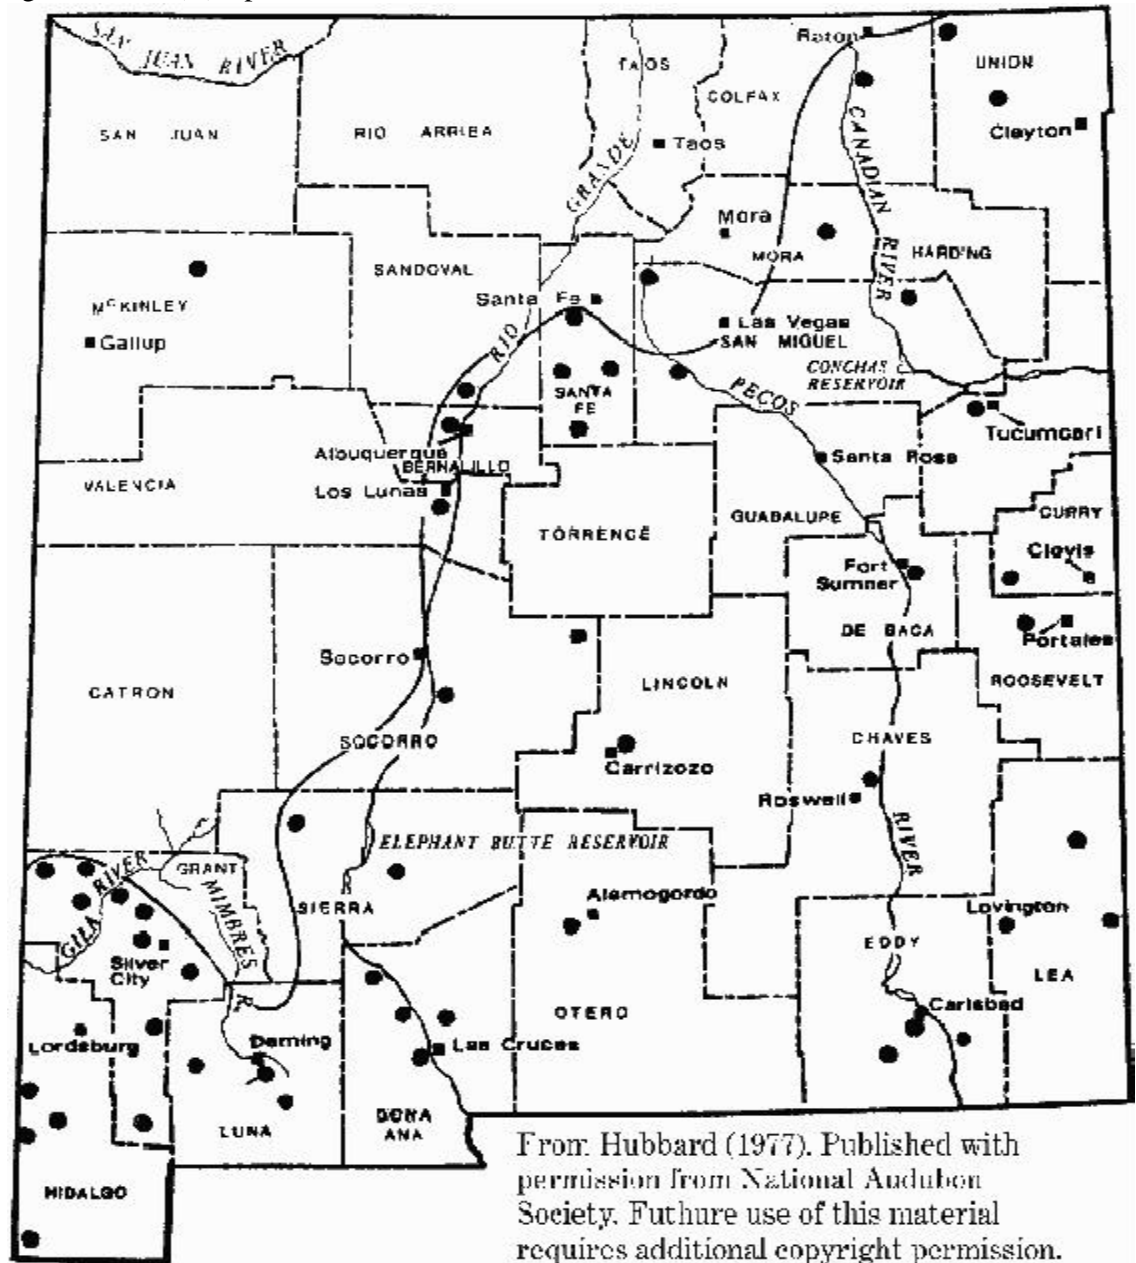 SAN JUAN RIVER
Raton
TAOS
UNION
COLFAX
SAN JUAN
RIO ARRIBA
Clayton
Taos
CANADIAN RIVER
RIO GRANDE
Mora
MORA
HARDING
SANDOVAL
McKINLEY
Santa Fe
Gallup
Las Vegas
SAN MIGUEL
CONCHAS
RESERVOIR
PECOS RIVER
SANTA
FE
Tucumcari
Albuquerque
BERNALILLO
Santa Rosa
VALENCIA
Los Lunas
GUADALUPE
CURRY
TORRENCE
Clovis
Fort
Sumner
DE BACA
Portales
Socorro
LINCOLN
ROOSEVELT
CATRON
SOCORRO
CHAVES
Carrizozo
Roswell
ELEPHANT BUTTE RESERVOIR
GRANT
GILA RIVER
MIMBRES R.
SIERRA
Alamogordo
Lovington
EDDY
Silver
City
LEA
Carlsbad
OTERO
Lordsburg
Deming
Las Cruces
LUNA
DONA
ANA
HIDALGO
From Hubbard (1977). Published with
permission from National Audubon
Society. Futhure use of this material
requires additional copyright permission.